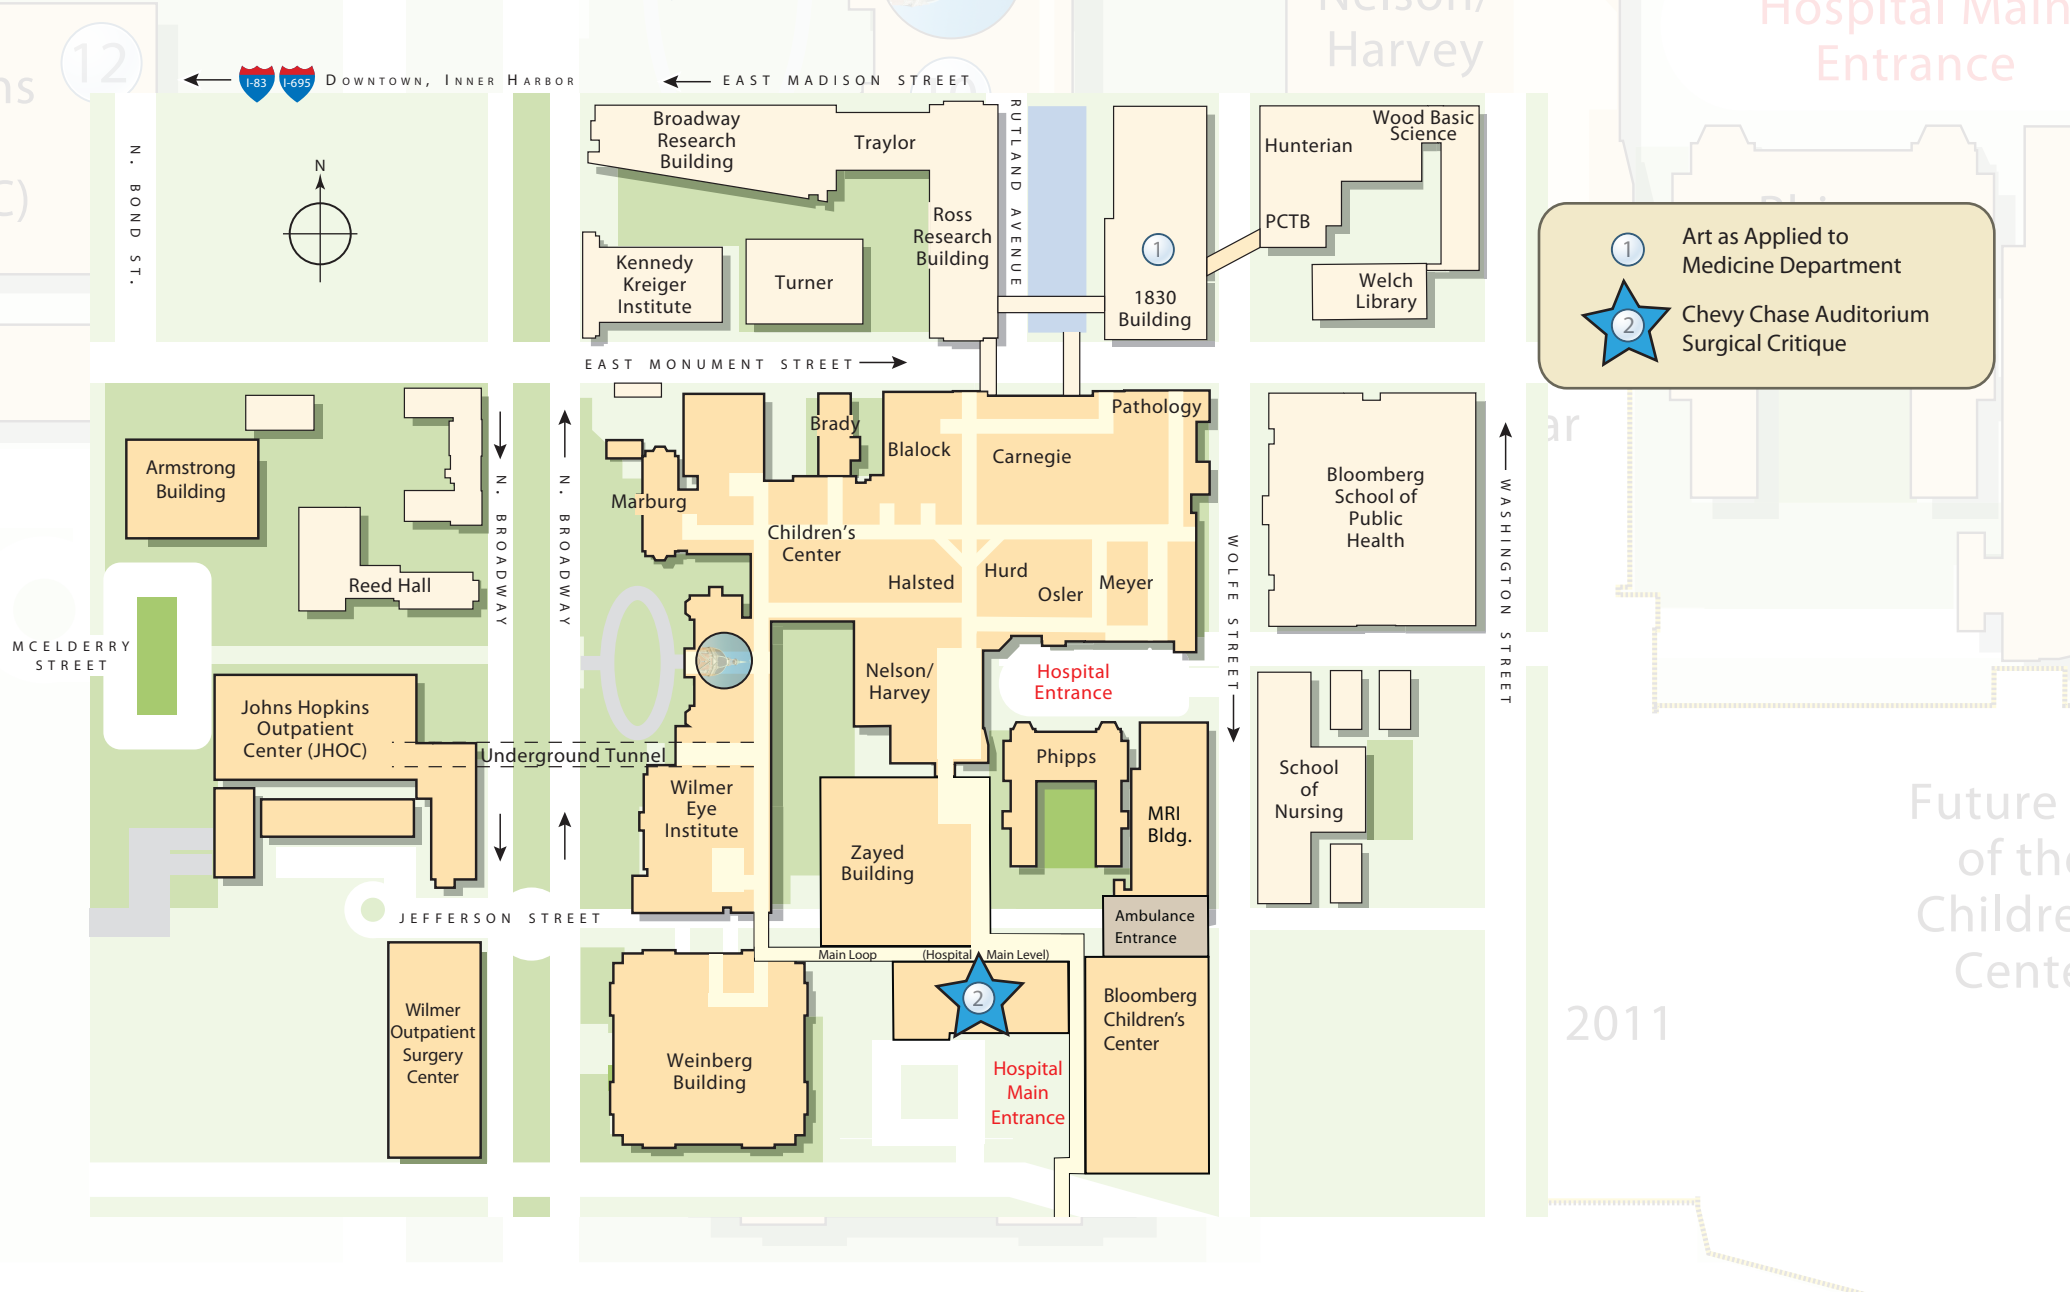 Nelson/
Harvey
Hospital Main
Entrance
12
ns
C)
10
I-83
I-695
DOWNTOWN, INNER HARBOR
EAST MADISON STREET
N. BOND ST.
N
Broadway
Research
Building
Traylor
Ross
Research
Building
RUTLAND AVENUE
Kennedy
Kreiger
Institute
Turner
1
1830
Building
Hunterian
Wood Basic
Science
PCTB
Welch
Library
1
Art as Applied to
Medicine Department
2
Chevy Chase Auditorium
Surgical Critique
EAST MONUMENT STREET
Armstrong
Building
Reed Hall
N. BROADWAY
N. BROADWAY
Marburg
Brady
Blalock
Carnegie
Pathology
Children's
Center
Halsted
Hurd
Osler
Meyer
WOLFE STREET
Bloomberg
School of
Public
Health
WASHINGTON STREET
ar
MCELDERRY
STREET
Johns Hopkins
Outpatient
Center (JHOC)
Underground Tunnel
Nelson/
Harvey
Hospital
Entrance
Phipps
MRI
Bldg.
Wilmer
Eye
Institute
Zayed
Building
School
of
Nursing
Ambulance
Entrance
JEFFERSON STREET
Main Loop
(Hospital Main Level)
2
Wilmer
Outpatient
Surgery
Center
Weinberg
Building
Hospital
Main
Entrance
Bloomberg
Children's
Center
Future
of the
Childre
Cente
2011